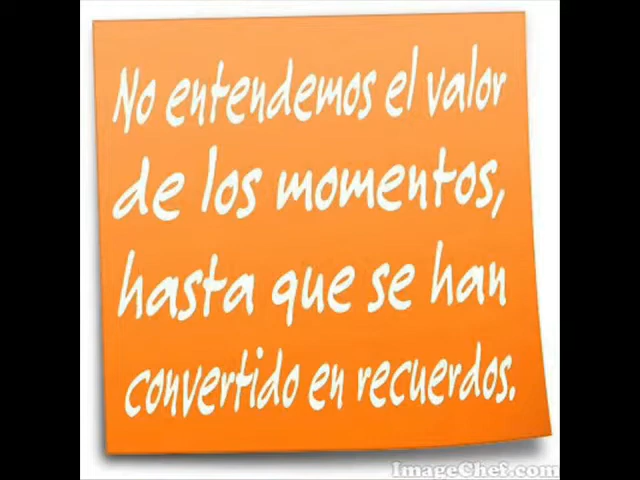 No entendemos el valor
de los momentos,
hasta que se han
convertido en recuerdos.
ImageChef.com